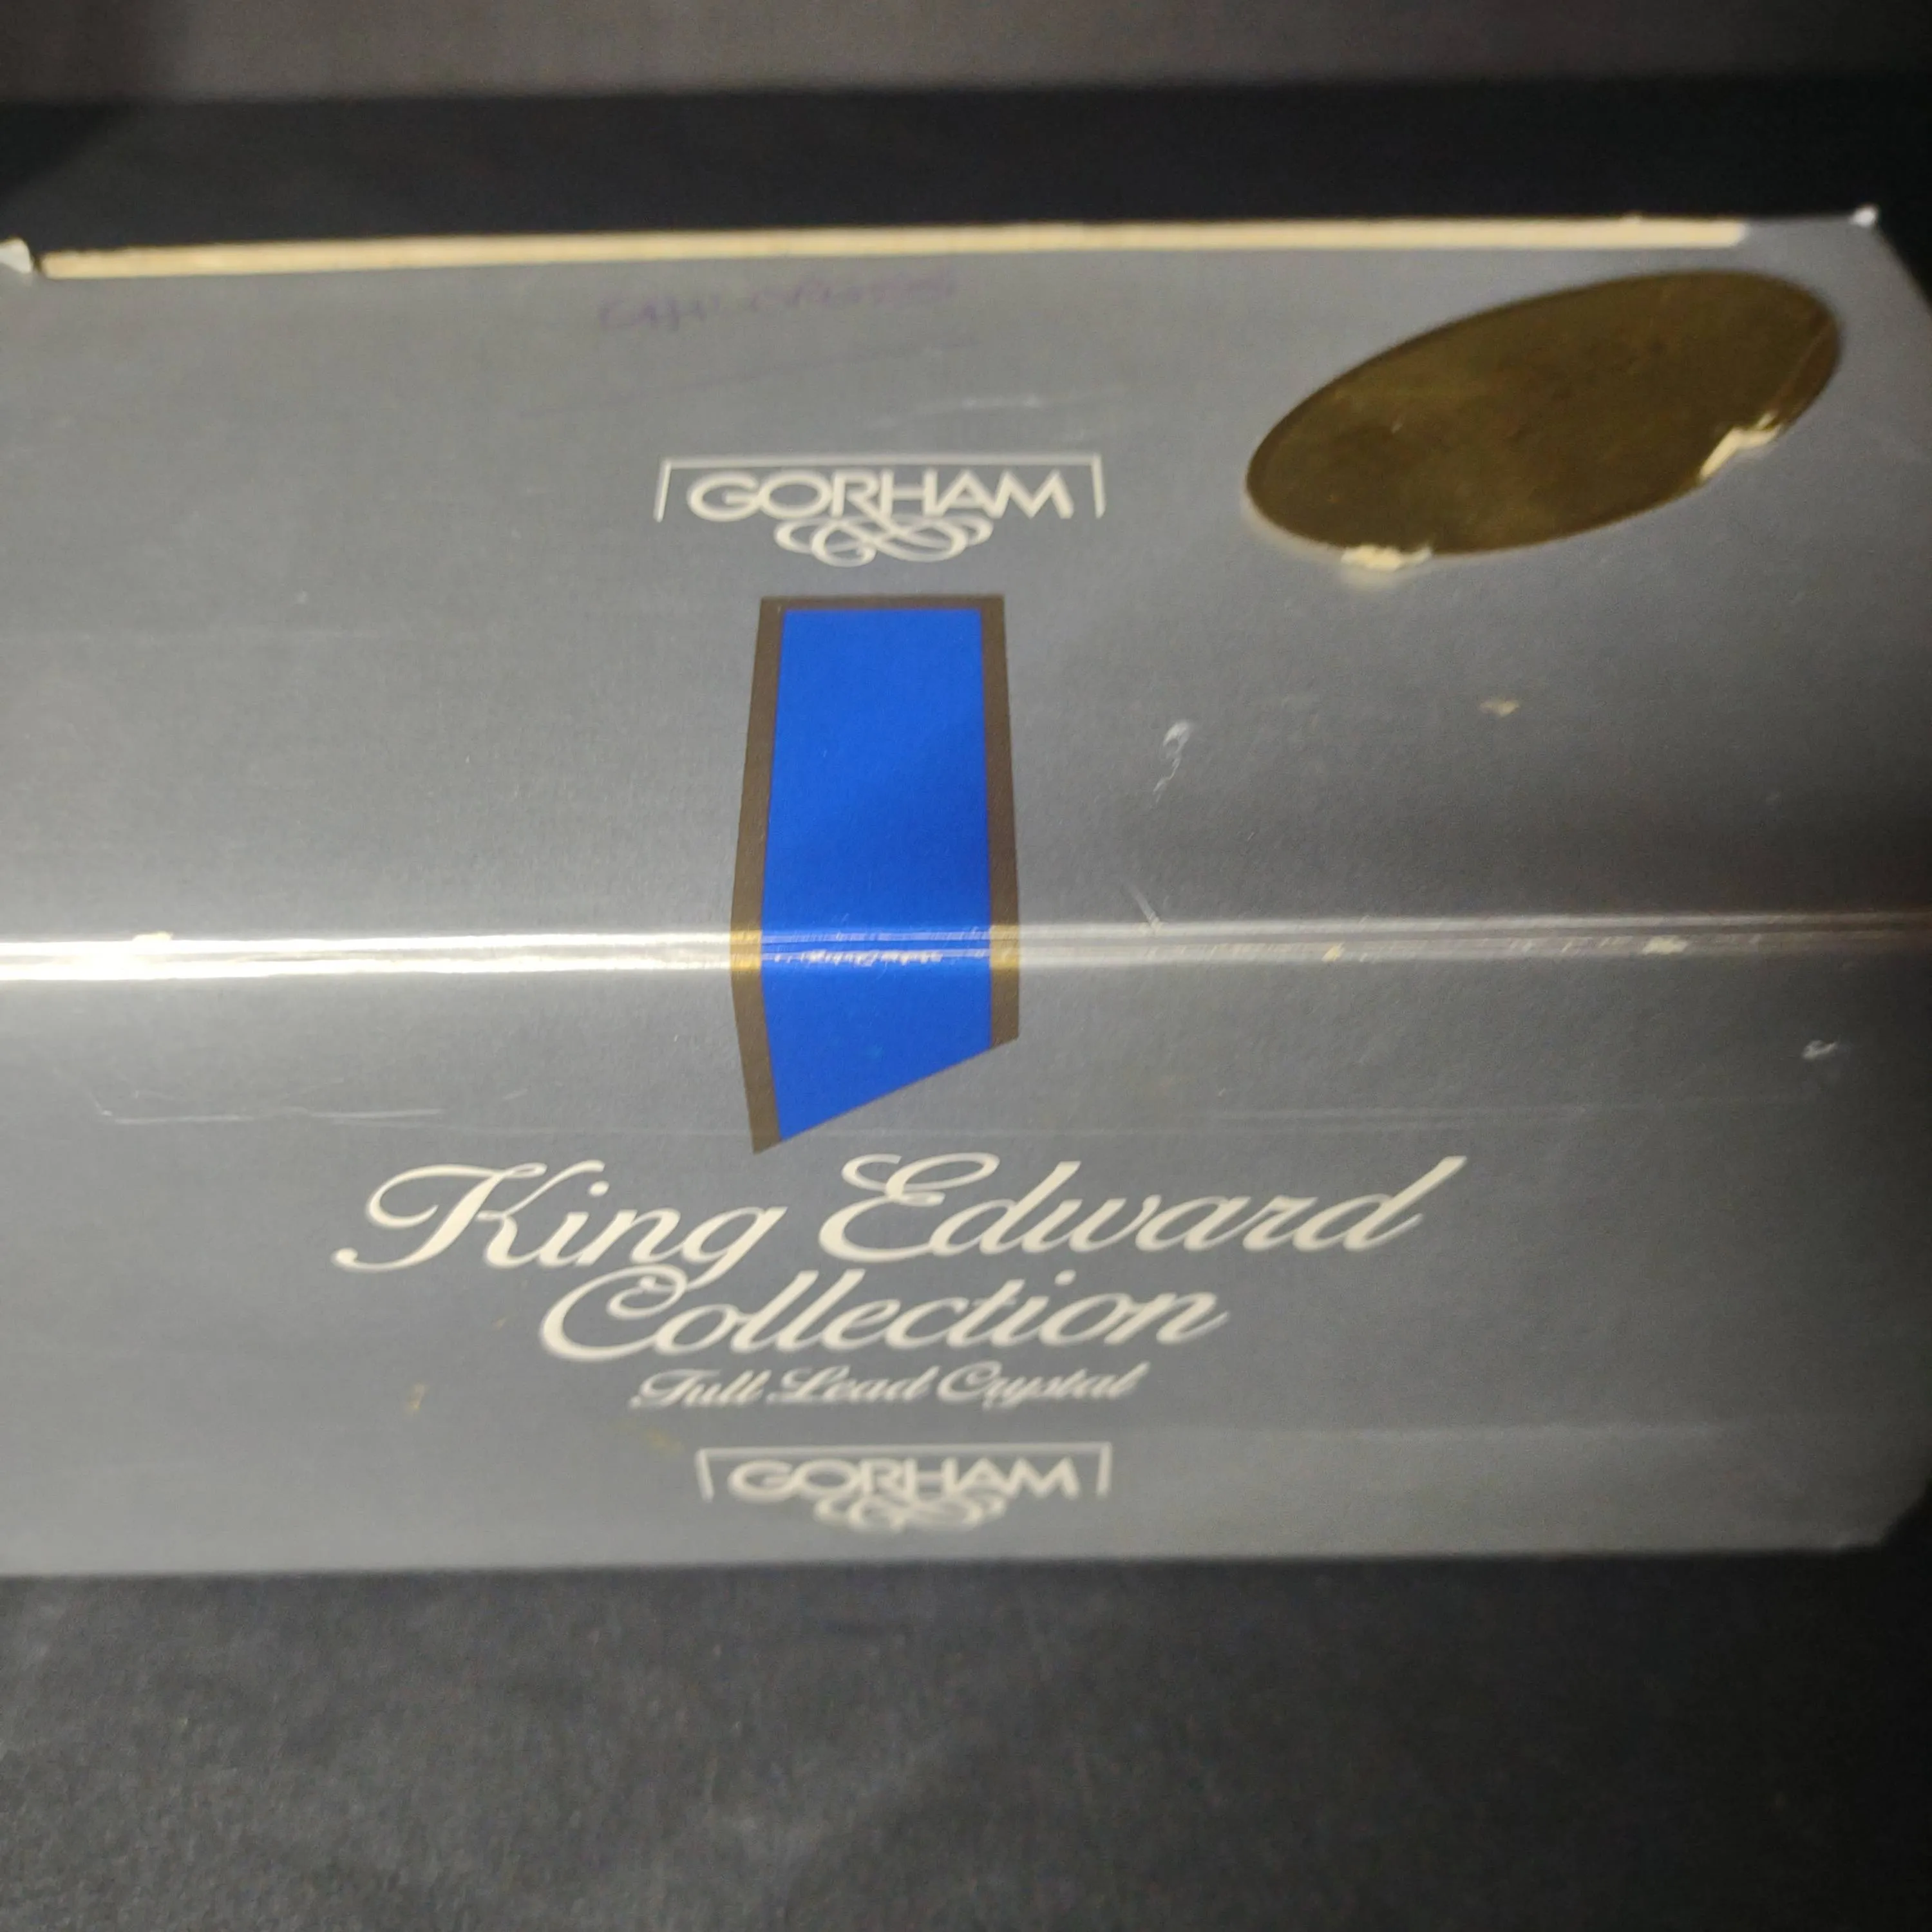 GORHAM
King Edward
Collection
Full Lead Crystal
GORHAM